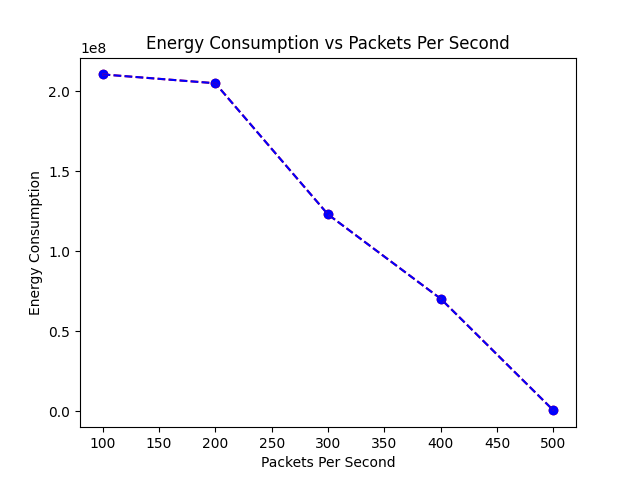 Energy Consumption vs Packets Per Second
1e8
2.0
1.5
1.0
0.5
0.0
Energy Consumption
100 150 200 250 300 350 400 450 500
Packets Per Second